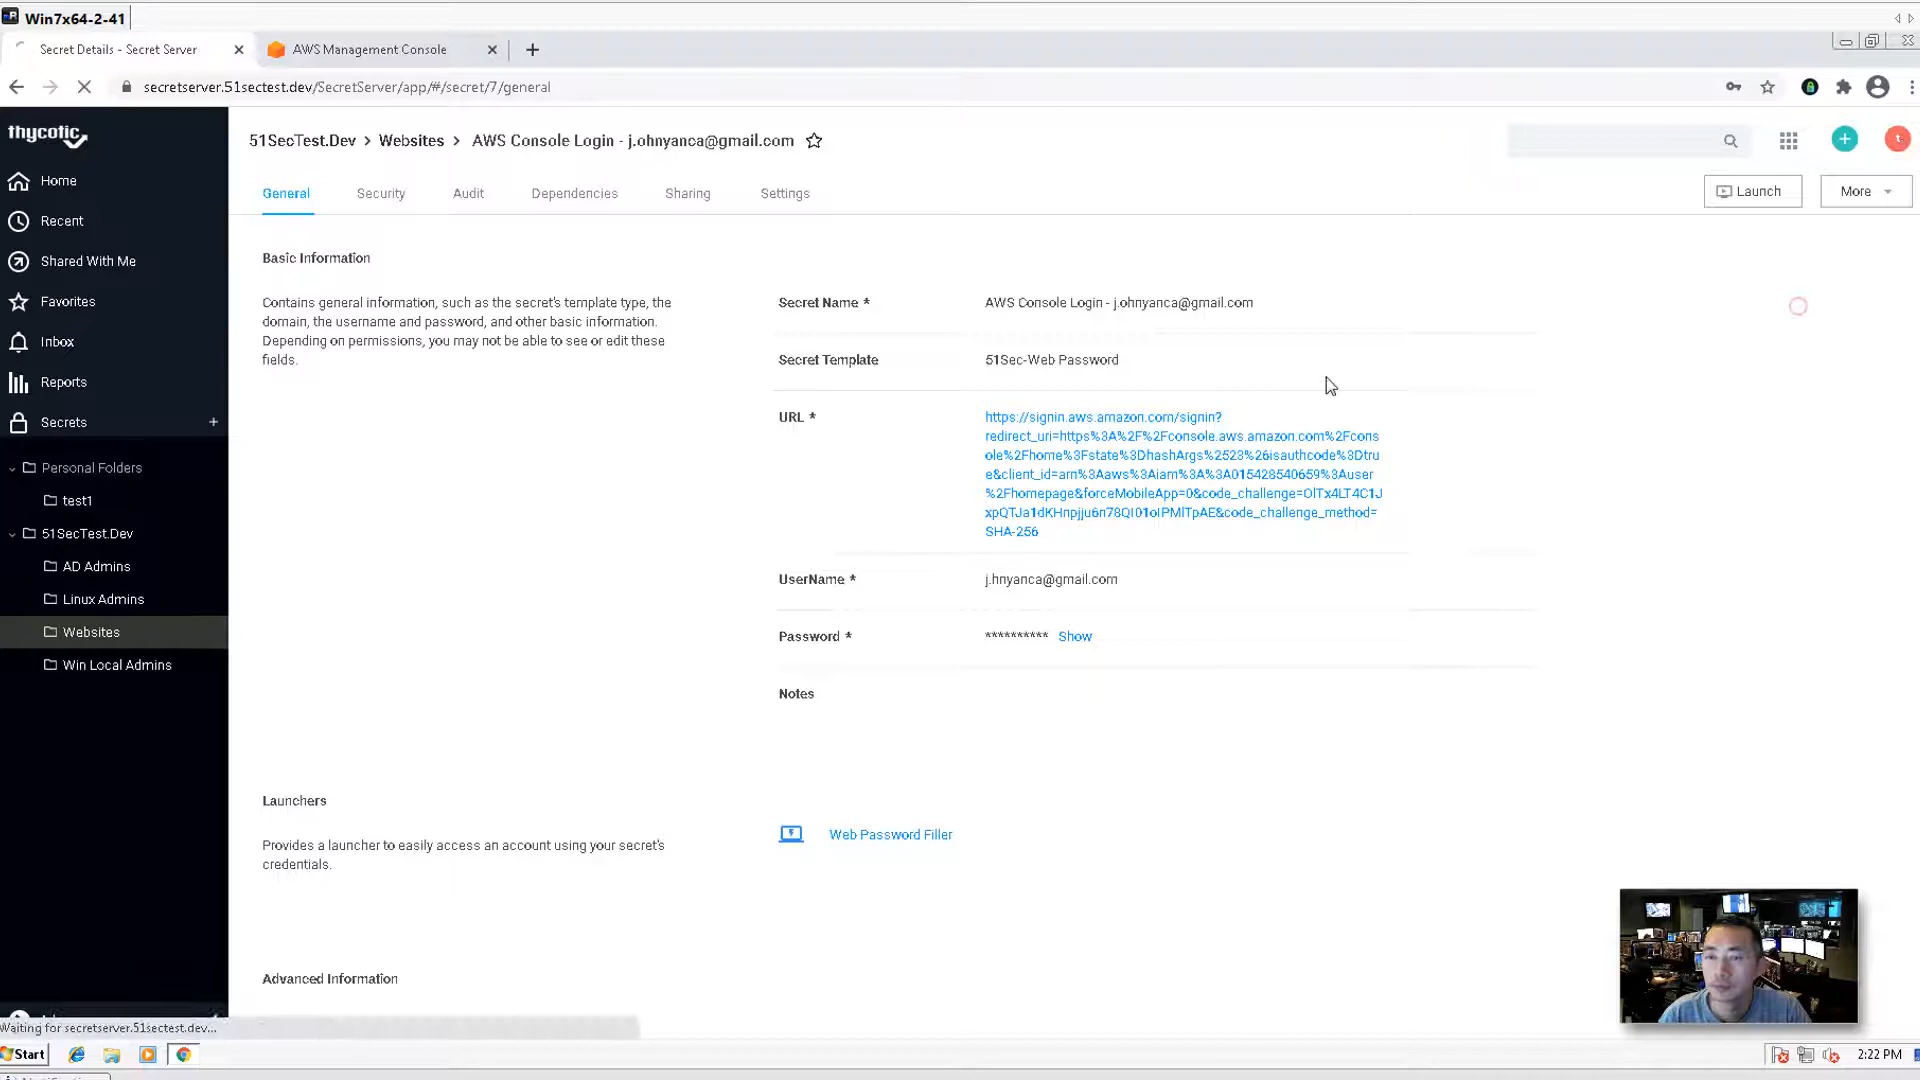 Win7x64-2-41
Secret Details - Secret Server
AWS Management Console
secretserver.51sectest.dev/SecretServer/app/#/secret/7/general
thycotic
51SecTest.Dev > Websites > AWS Console Login - j.ohnyanca@gmail.com
t
Home
Recent
Shared With Me
Favorites
Inbox
Reports
Secrets +
Personal Folders
test1
51SecTest.Dev
AD Admins
Linux Admins
Websites
Win Local Admins
General Security Audit Dependencies Sharing Settings
Launch More
Basic Information
Contains general information, such as the secret's template type, the
domain, the username and password, and other basic information.
Depending on permissions, you may not be able to see or edit these
fields.
Secret Name * AWS Console Login - j.ohnyanca@gmail.com
Secret Template 51Sec-Web Password
URL * https://signin.aws.amazon.com/signin?
redirect_uri=https%3A%2F%2Fconsole.aws.amazon.com%2Fcons
ole%2Fhome%3Fstate%3DhashArgs%2523%26isauthcode%3Dtru
e&client_id=arn%3Aaws%3Aiam%3A%3A015428540659%3Auser
%2Fhomepage&forceMobileApp=0&code_challenge=OlTx4LT4C1J
xpQTJa1dKHnpjju6n78QI01oIPMlTpAE&code_challenge_method=
SHA-256
UserName * j.hnyanca@gmail.com
Password * ********** Show
Notes
Launchers
Provides a launcher to easily access an account using your secret's
credentials.
Web Password Filler
Advanced Information
Waiting for secretserver.51sectest.dev...
Start
2:22 PM